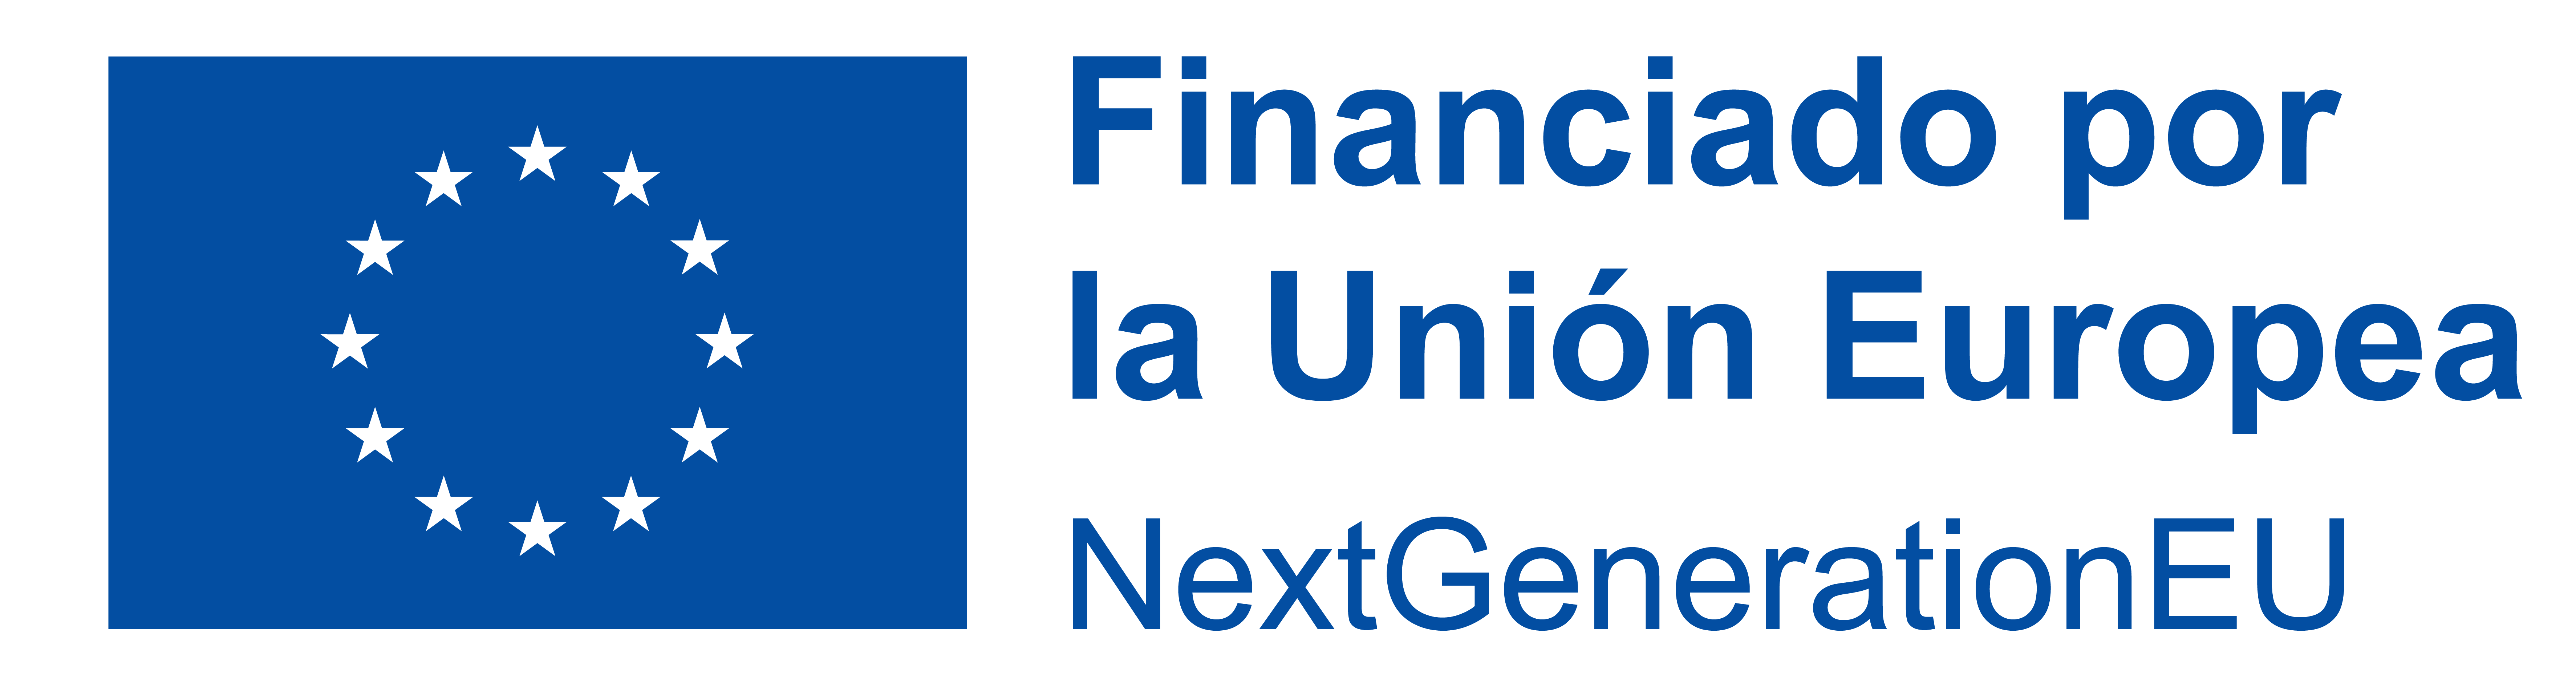 Financiado por
la Unión Europea
NextGenerationEU